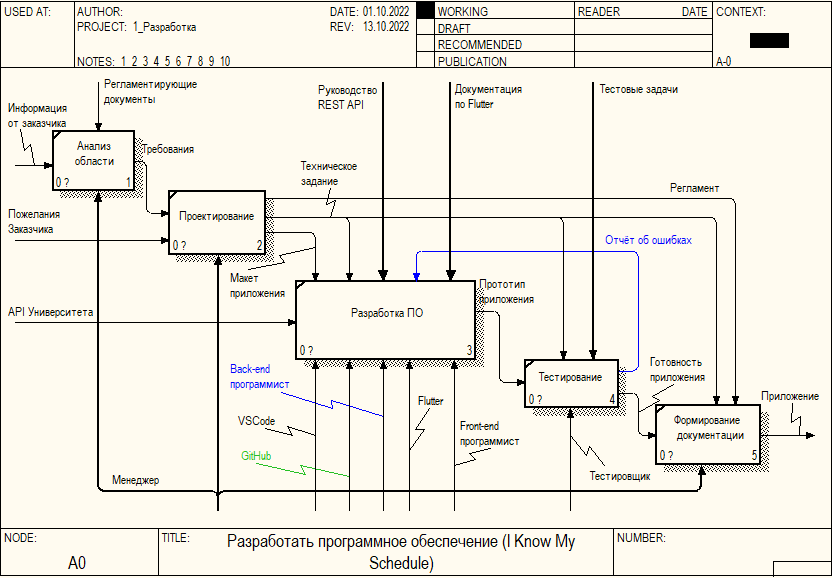 USED AT:
AUTHOR:
DATE: 01.10.2022
WORKING
READER
DATE
CONTEXT:
PROJECT: 1_Разработка
REV: 13.10.2022
DRAFT
RECOMMENDED
NOTES: 1 2 3 4 5 6 7 8 9 10
PUBLICATION
A-0
Регламентирующие
документы
Руководство
REST API
Документация
по Flutter
Тестовые задачи
Информация
от заказчика
Анализ
области
0 ?
1
Требования
Техническое
задание
Регламент
Пожелания
Заказчика
Проектирование
0 ?
2
Отчёт об ошибках
Макет
приложения
Прототип
приложения
API Университета
Разработка ПО
0 ?
3
Back-end
программист
Тестирование
0 ?
4
Готовность
приложения
Приложение
VSCode
Flutter
Front-end
программист
Формирование
документации
0 ?
5
GitHub
Менеджер
Тестировщик
NODE:
TITLE:
NUMBER:
A0
Разработать программное обеспечение (I Know My
Schedule)